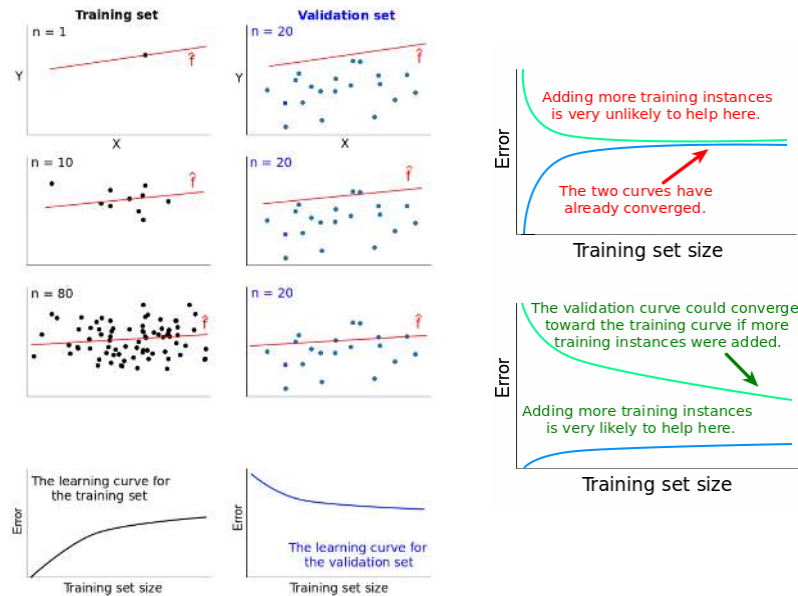 Training set
n = 1
f̂
Y
X
n = 10
f̂
n = 80
f̂
The learning curve for
the training set
Error
Training set size
Validation set
n = 20
f̂
Y
X
n = 20
f̂
n = 20
f̂
Error
The learning curve for
the validation set
Training set size
Adding more training instances
is very unlikely to help here.
Error
The two curves have
already converged.
Training set size
The validation curve could converge
toward the training curve if more
training instances were added.
Error
Adding more training instances
is very likely to help here.
Training set size